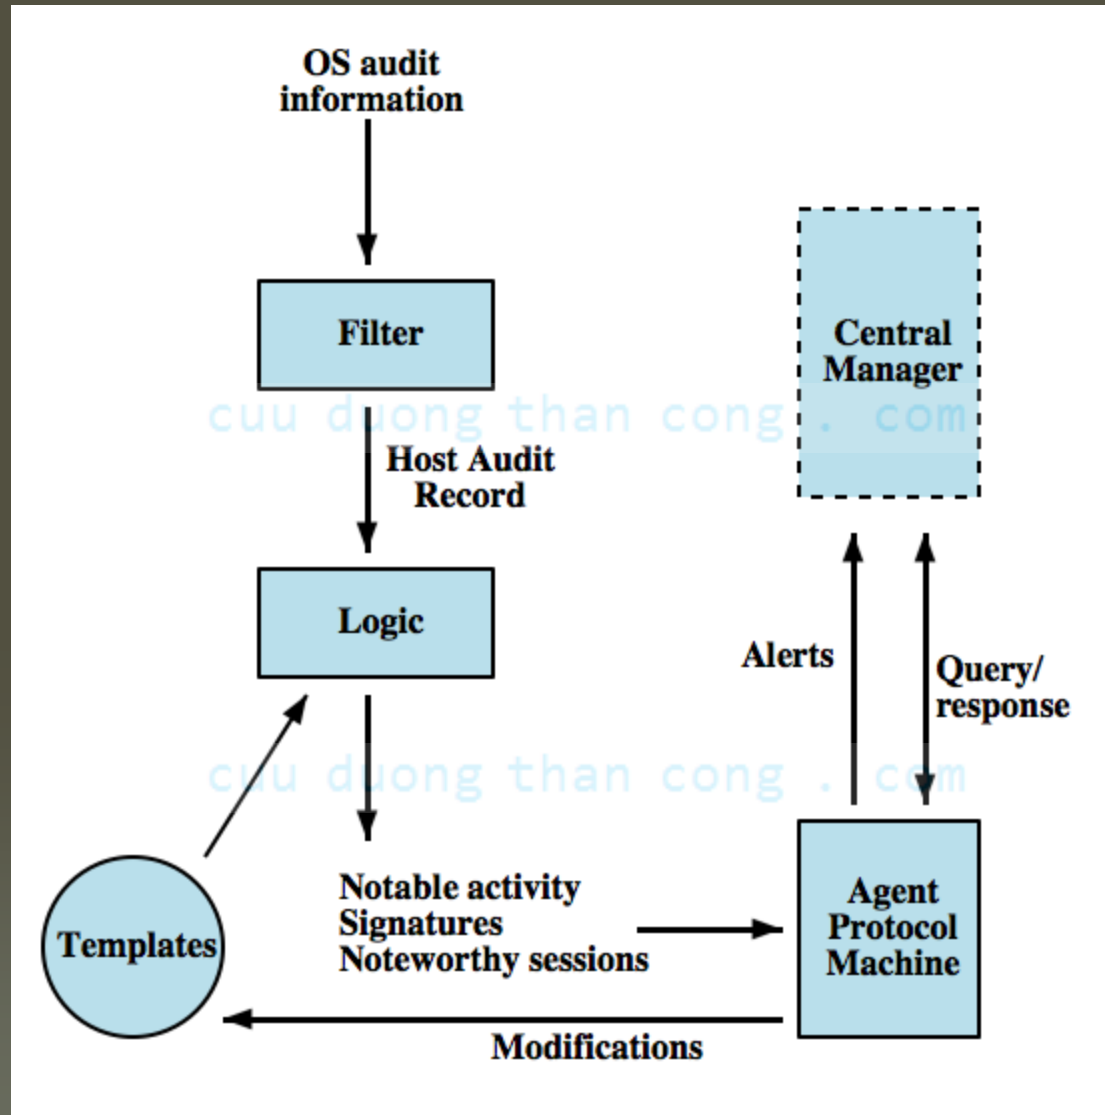 OS audit
information
Filter
Central
Manager
cuu duong than cong . com
Host Audit
Record
Logic
Alerts
Query/
response
cuu duong than cong . com
Notable activity
Signatures
Noteworthy sessions
Templates
Agent
Protocol
Machine
Modifications